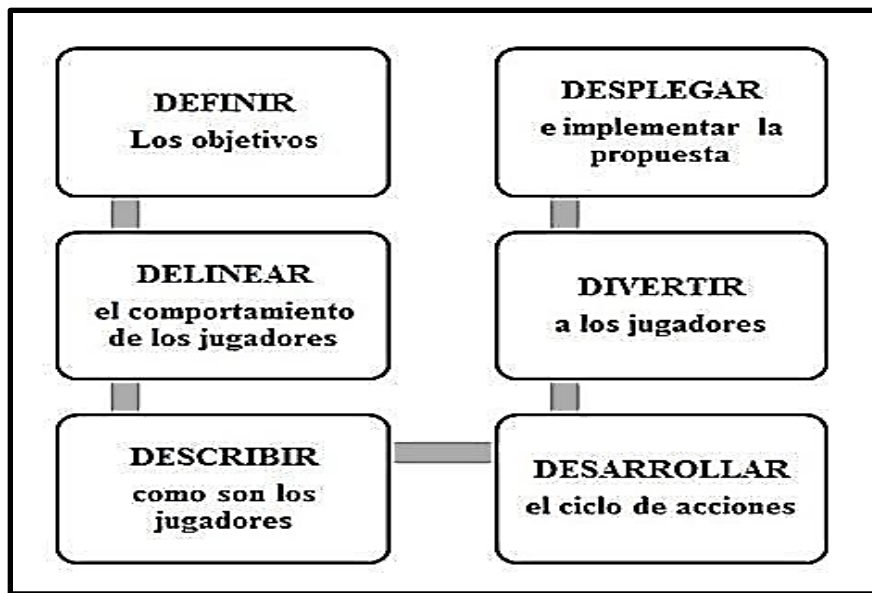 DEFINIR
Los objetivos
DELINEAR
el comportamiento
de los jugadores
DESCRIBIR
como son los
jugadores
DESARROLLAR
el ciclo de acciones
DIVERTIR
a los jugadores
DESPLEGAR
e implementar la
propuesta